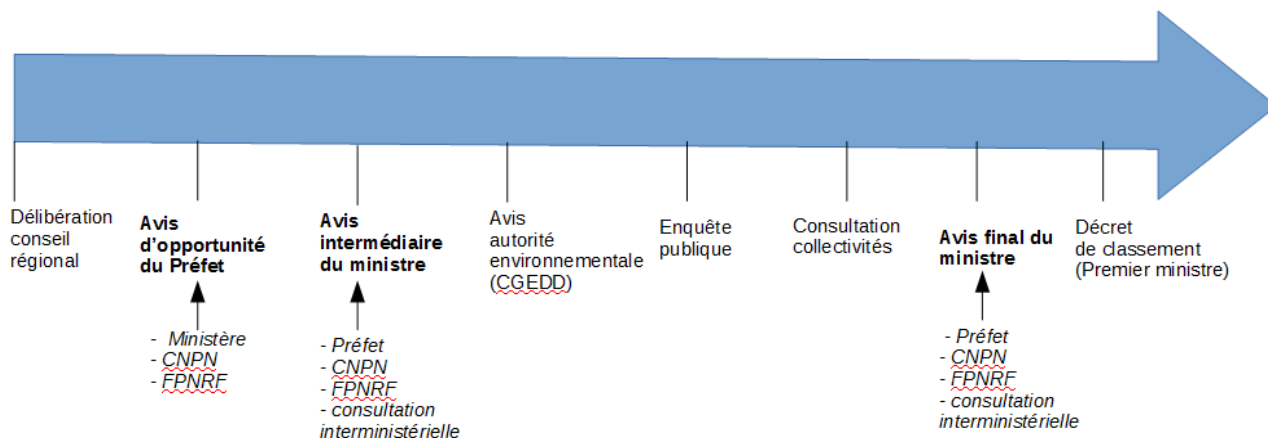 Délibération
conseil
régional
Avis
d'opportunité
du Préfet
- Ministère
- CNPN
- FPNRF
Avis
intermédiaire
du ministre
- Préfet
- CNPN
- FPNRF
- consultation
interministérielle
Avis
autorité
environnementale
(CGEDD)
Enquête
publique
Consultation
collectivités
Avis final du
ministre
- Préfet
- CNPN
- FPNRF
- consultation
interministérielle
Décret
de classement
(Premier ministre)